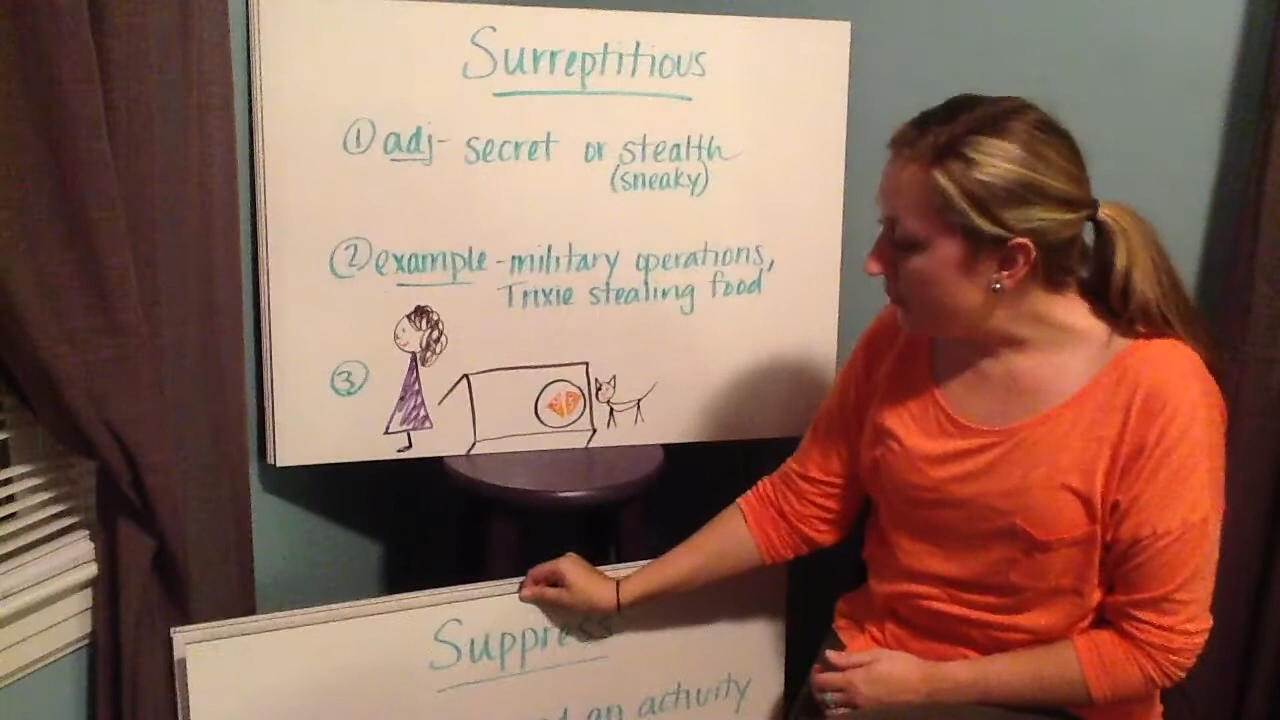 Surreptitious
① adj- secret or stealth
(sneaky)
② example - military operations,
Trixie stealing food
③
Suppress
an activity